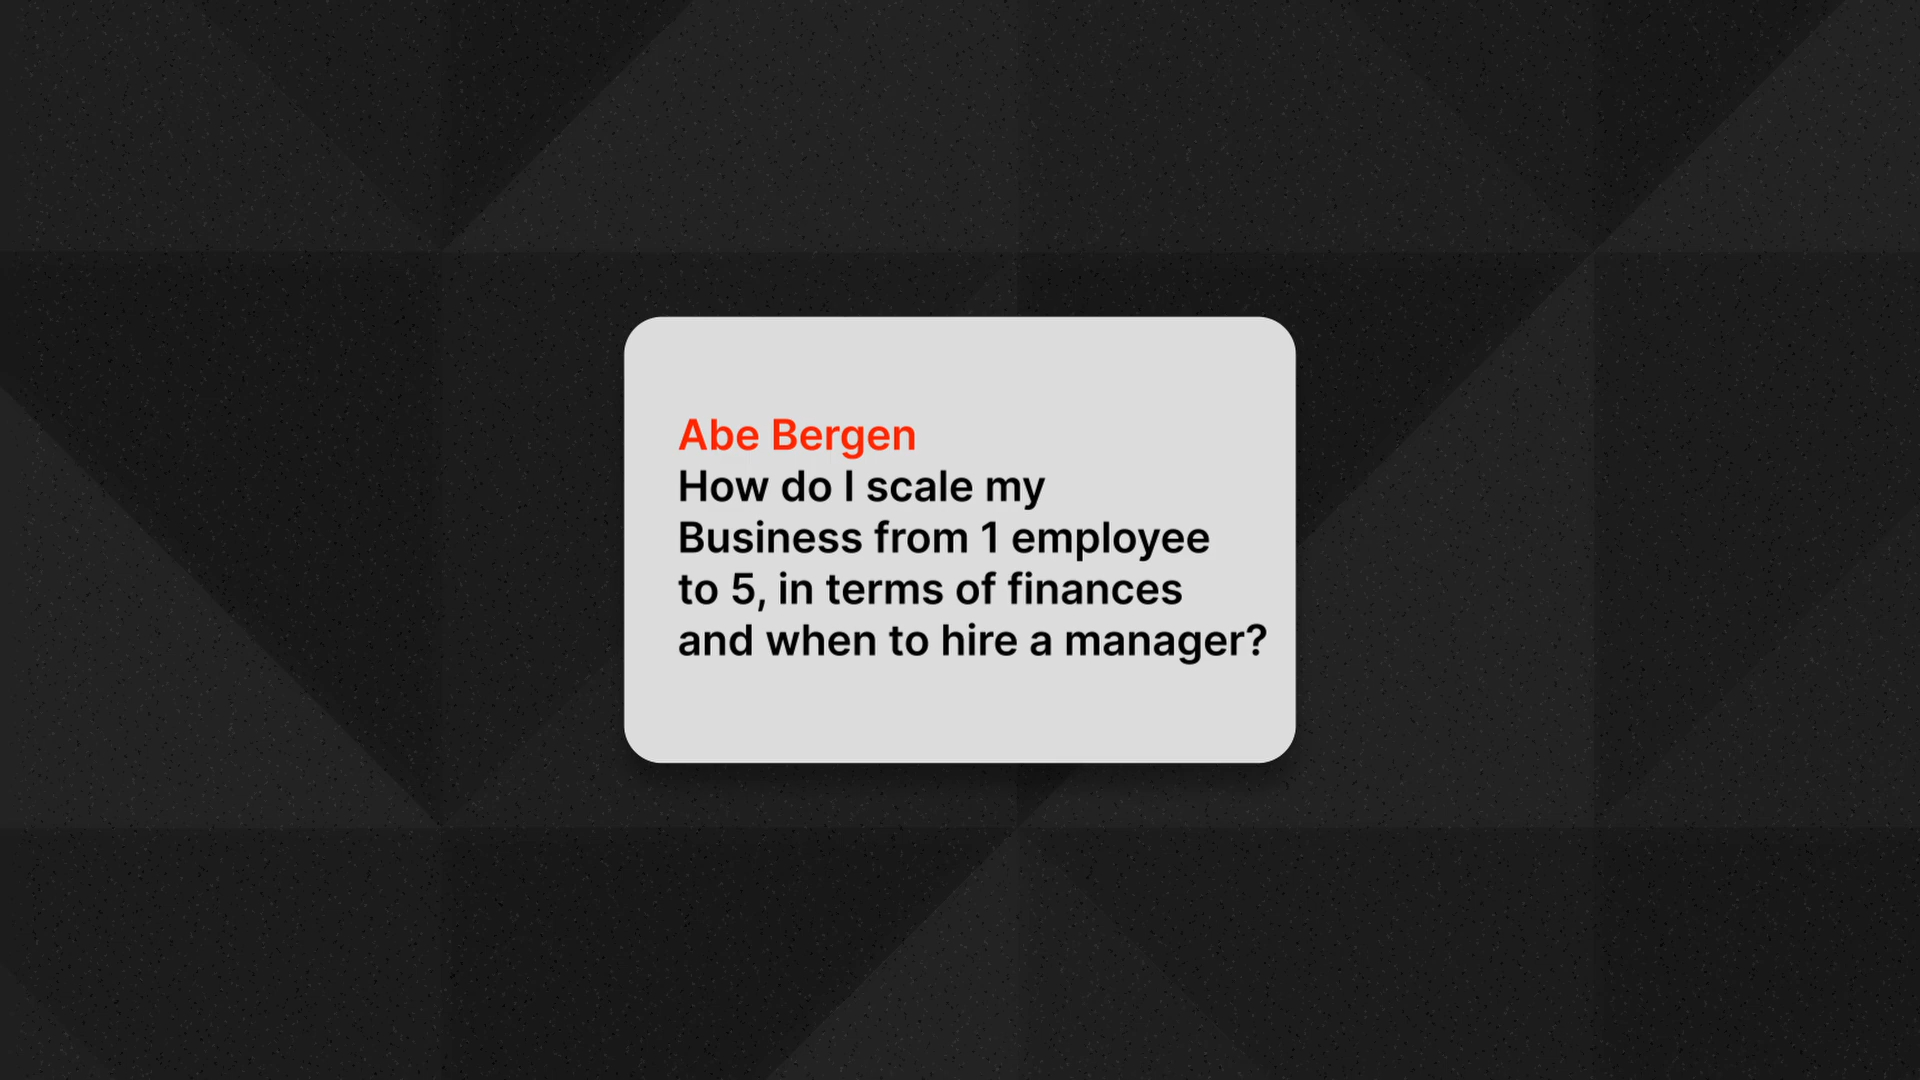 Abe Bergen
How do I scale my
Business from 1 employee
to 5, in terms of finances
and when to hire a manager?